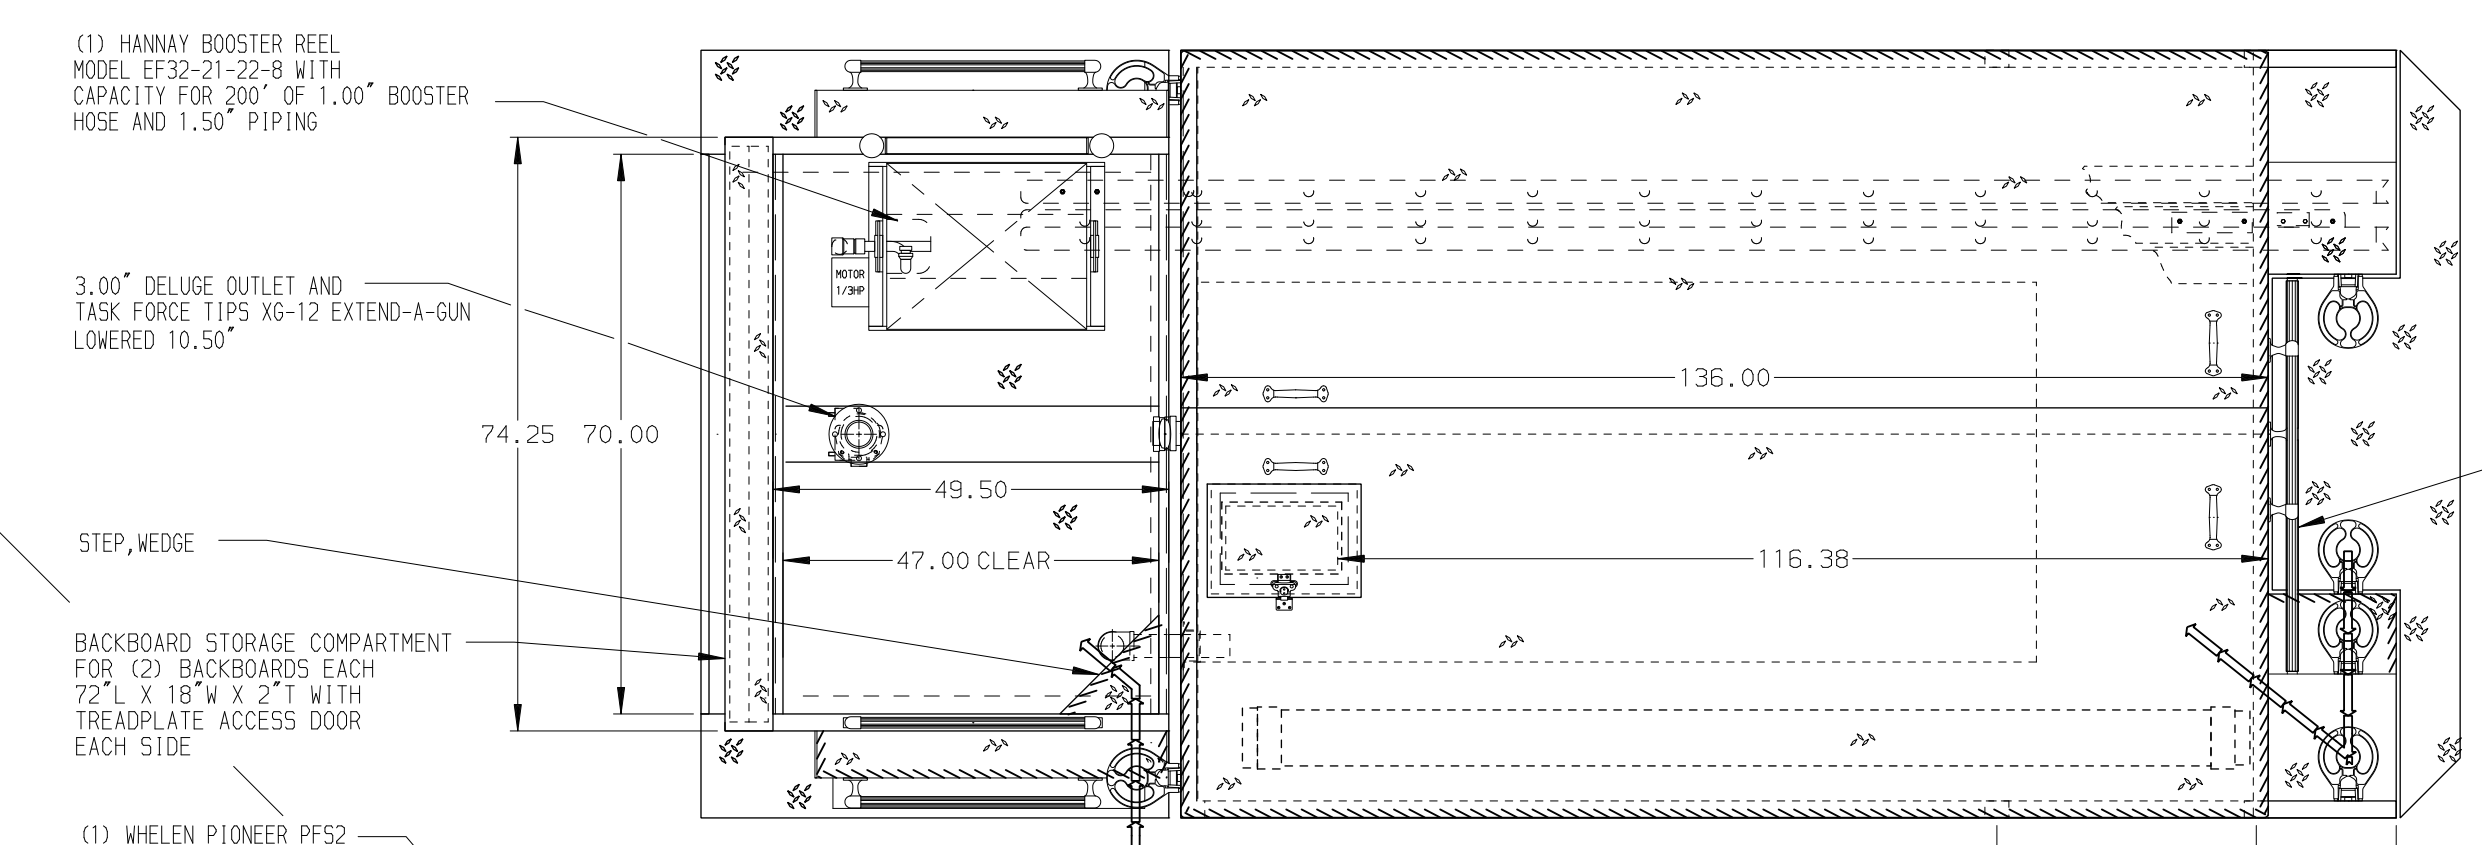 (1) HANNAY BOOSTER REEL
MODEL EF32-21-22-8 WITH
CAPACITY FOR 200' OF 1.00" BOOSTER
HOSE AND 1.50" PIPING
MOTOR
1/3HP
3.00" DELUGE OUTLET AND
TASK FORCE TIPS XG-12 EXTEND-A-GUN
LOWERED 10.50"
136.00
74.25
70.00
49.50
STEP,WEDGE
47.00 CLEAR
116.38
BACKBOARD STORAGE COMPARTMENT
FOR (2) BACKBOARDS EACH
72"L X 18"W X 2"T WITH
TREADPLATE ACCESS DOOR
EACH SIDE
(1) WHELEN PIONEER PFS2